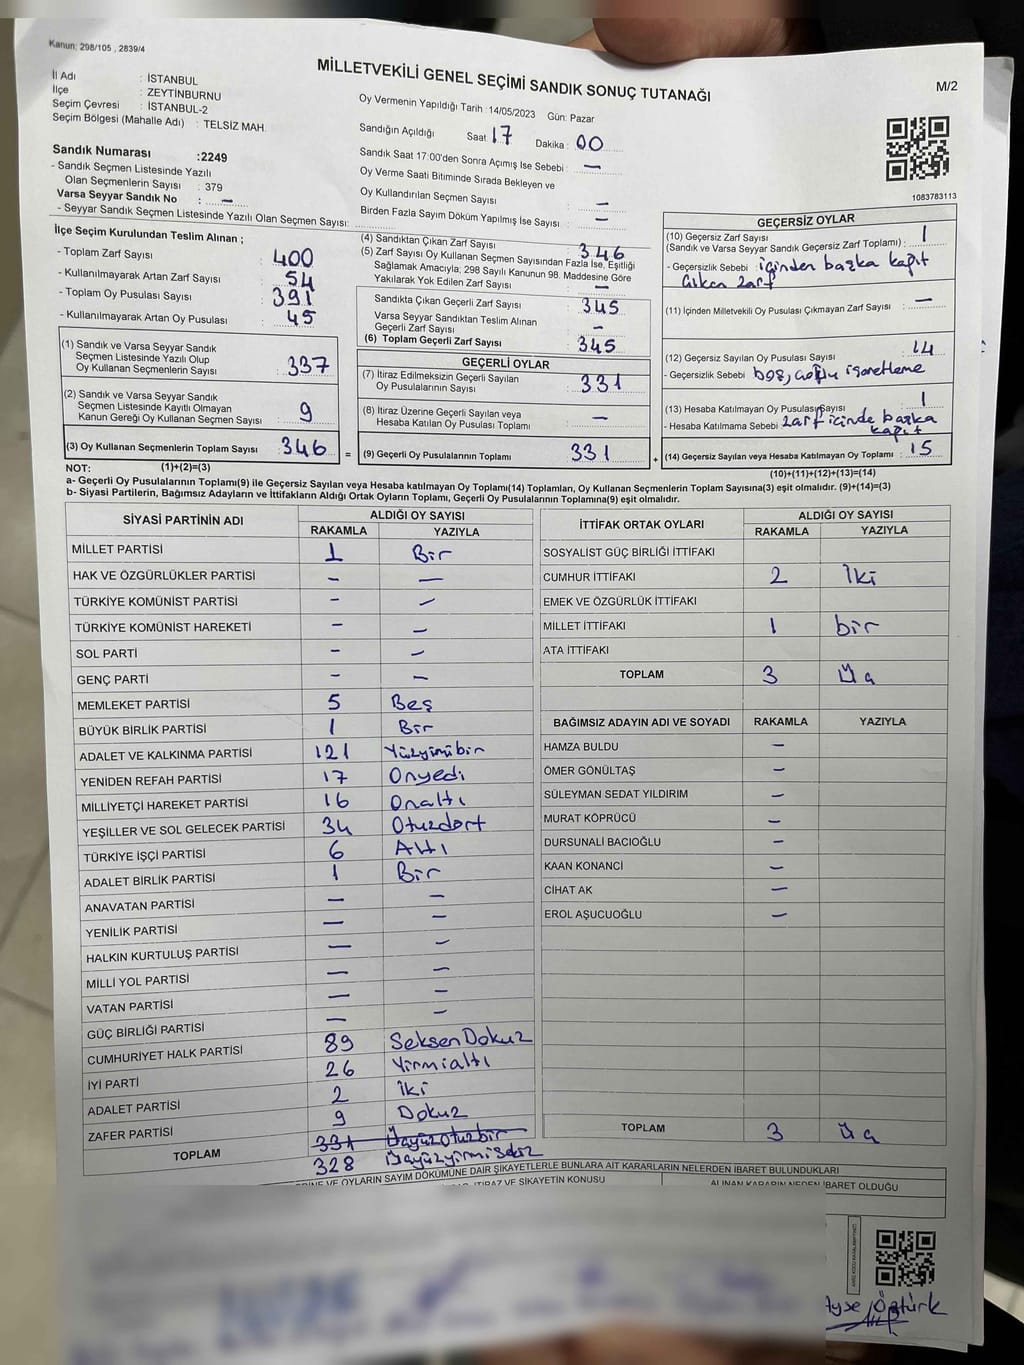 Kanun; 298/105 , 2839/4
MİLLETVEKİLİ GENEL SEÇİMİ SANDIK SONUÇ TUTANAĞI
M/2
İl Adı : İSTANBUL
İlçe : ZEYTİNBURNU
Seçim Çevresi : İSTANBUL-2
Seçim Bölgesi (Mahalle Adı) : TELSİZ MAH.
Sandık Numarası :2249
- Sandık Seçmen Listesinde Yazılı
Olan Seçmenlerin Sayısı : 379
Varsa Seyyar Sandık No : —
- Seyyar Sandık Seçmen Listesinde Yazılı Olan Seçmen Sayısı:
Oy Vermenin Yapıldığı Tarih : 14/05/2023 Gün: Pazar
Sandığın Açıldığı Saat 17 Dakika : 00
Sandık Saat 17:00'den Sonra Açımış İse Sebebi : —
Oy Verme Saati Bitiminde Sırada Bekleyen ve
Oy Kullandırılan Seçmen Sayısı : —
Birden Fazla Sayım Döküm Yapılmış İse Sayısı : —
1083783113
İlçe Seçim Kurulundan Teslim Alınan ;
- Toplam Zarf Sayısı : 400
- Kullanılmayarak Artan Zarf Sayısı : 54
- Toplam Oy Pusulası Sayısı : 391
- Kullanılmayarak Artan Oy Pusulası : 45
(1) Sandık ve Varsa Seyyar Sandık
Seçmen Listesinde Yazılı Olup
Oy Kullanan Seçmenlerin Sayısı : 337
(2) Sandık ve Varsa Seyyar Sandık
Seçmen Listesinde Kayıtlı Olmayan
Kanun Gereği Oy Kullanan Seçmen Sayısı : 9
(3) Oy Kullanan Seçmenlerin Toplam Sayısı : 346 =
(4) Sandıktan Çıkan Zarf Sayısı : 346
(5) Zarf Sayısı Oy Kullanan Seçmen Sayısından Fazla İse, Eşitliği
Sağlamak Amacıyla; 298 Sayılı Kanunun 98. Maddesine Göre
Yakılarak Yok Edilen Zarf Sayısı : —
Sandıkta Çıkan Geçerli Zarf Sayısı : 345
Varsa Seyyar Sandıktan Teslim Alınan
Geçerli Zarf Sayısı : —
(6) Toplam Geçerli Zarf Sayısı : 345
GEÇERLİ OYLAR
(7) İtiraz Edilmeksizin Geçerli Sayılan
Oy Pusulalarının Sayısı : 331
(8) İtiraz Üzerine Geçerli Sayılan veya
Hesaba Katılan Oy Pusulası Toplamı : —
(9) Geçerli Oy Pusulalarının Toplamı : 331 +
GEÇERSİZ OYLAR
(10) Geçersiz Zarf Sayısı
(Sandık ve Varsa Seyyar Sandık Geçersiz Zarf Toplamı) : 1
- Geçersizlik Sebebi içinden başka kağıt
çıkan zarf
(11) İçinden Milletvekili Oy Pusulası Çıkmayan Zarf Sayısı : —
(12) Geçersiz Sayılan Oy Pusulası Sayısı : 14
- Geçersizlik Sebebi boş, çoğlu işaretleme
(13) Hesaba Katılmayan Oy Pusulası Sayısı : 1
- Hesaba Katılmama Sebebi zarf içinde başka
kağıt
(14) Geçersiz Sayılan veya Hesaba Katılmayan Oy Toplamı : 15
NOT: (1)+(2)=(3) (10)+(11)+(12)+(13)=(14)
a- Geçerli Oy Pusulalarının Toplamı(9) ile Geçersiz Sayılan veya Hesaba katılmayan Oy Toplamı(14) Toplamları, Oy Kullanan Seçmenlerin Toplam Sayısına(3) eşit olmalıdır. (9)+(14)=(3)
b- Siyasi Partilerin, Bağımsız Adayların ve İttifakların Aldığı Ortak Oyların Toplamı, Geçerli Oy Pusulalarının Toplamına(9) eşit olmalıdır.
SİYASİ PARTİNİN ADI ALDIĞI OY SAYISI
RAKAMLA YAZIYLA
MİLLET PARTİSİ 1 Bir
HAK VE ÖZGÜRLÜKLER PARTİSİ - —
TÜRKİYE KOMÜNİST PARTİSİ - —
TÜRKİYE KOMÜNİST HAREKETİ - —
SOL PARTİ - —
GENÇ PARTİ - —
MEMLEKET PARTİSİ 5 Beş
BÜYÜK BİRLİK PARTİSİ 1 Bir
ADALET VE KALKINMA PARTİSİ 121 Yüzyirmibir
YENİDEN REFAH PARTİSİ 17 Onyedi
MİLLİYETÇİ HAREKET PARTİSİ 16 Onaltı
YEŞİLLER VE SOL GELECEK PARTİSİ 34 Otuzdört
TÜRKİYE İŞÇİ PARTİSİ 6 Altı
ADALET BİRLİK PARTİSİ 1 Bir
ANAVATAN PARTİSİ — —
YENİLİK PARTİSİ — —
HALKIN KURTULUŞ PARTİSİ — —
MİLLİ YOL PARTİSİ — —
VATAN PARTİSİ — —
GÜÇ BİRLİĞİ PARTİSİ — —
CUMHURİYET HALK PARTİSİ 89 Seksen Dokuz
İYİ PARTİ 26 Yirmialtı
ADALET PARTİSİ 2 iki
ZAFER PARTİSİ 9 Dokuz
TOPLAM 331 Üçyüzotuzbir
328 Üçyüzyirmisekiz
İTTİFAK ORTAK OYLARI ALDIĞI OY SAYISI
RAKAMLA YAZIYLA
SOSYALİST GÜÇ BİRLİĞİ İTTİFAKI
CUMHUR İTTİFAKI 2 İki
EMEK VE ÖZGÜRLÜK İTTİFAKI
MİLLET İTTİFAKI 1 bir
ATA İTTİFAKI
TOPLAM 3 Üç
BAĞIMSIZ ADAYIN ADI VE SOYADI RAKAMLA YAZIYLA
HAMZA BULDU —
ÖMER GÖNÜLTAŞ —
SÜLEYMAN SEDAT YILDIRIM —
MURAT KÖPRÜCÜ —
DURSUNALİ BACIOĞLU —
KAAN KONANCİ —
CİHAT AK —
EROL AŞUCUOĞLU —
TOPLAM 3 Üç
VE OYLARIN SAYIM DÖKÜMÜNE DAİR ŞİKAYETLERLE BUNLARA AİT KARARLARIN NELERDEN İBARET BULUNDUKLARI
İTİRAZ VE ŞİKAYETİN KONUSU ALINAN KARARIN NEDEN İBARET OLDUĞU
Ayşe Öztürk